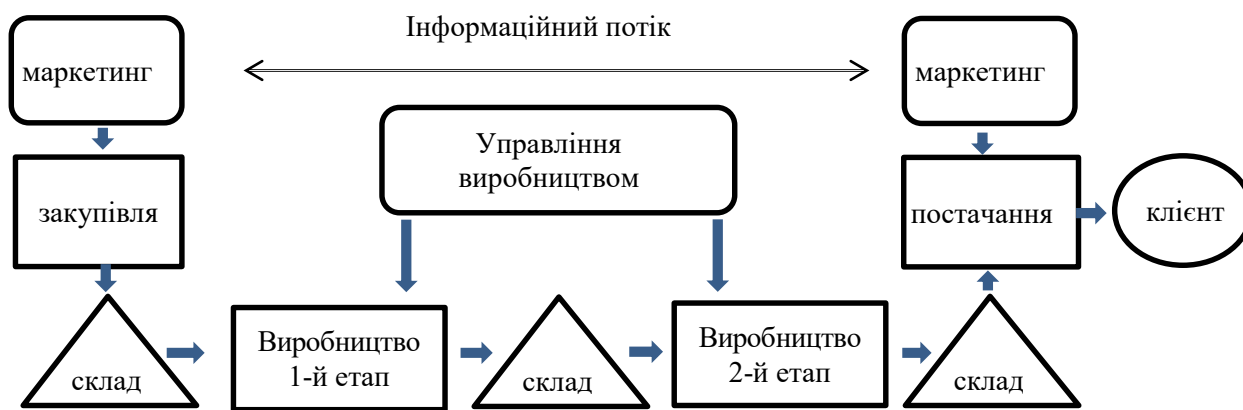 Інформаційний потік
маркетинг
маркетинг
Управління
виробництвом
закупівля
постачання
клієнт
Виробництво
1-й етап
Виробництво
2-й етап
склад
склад
склад